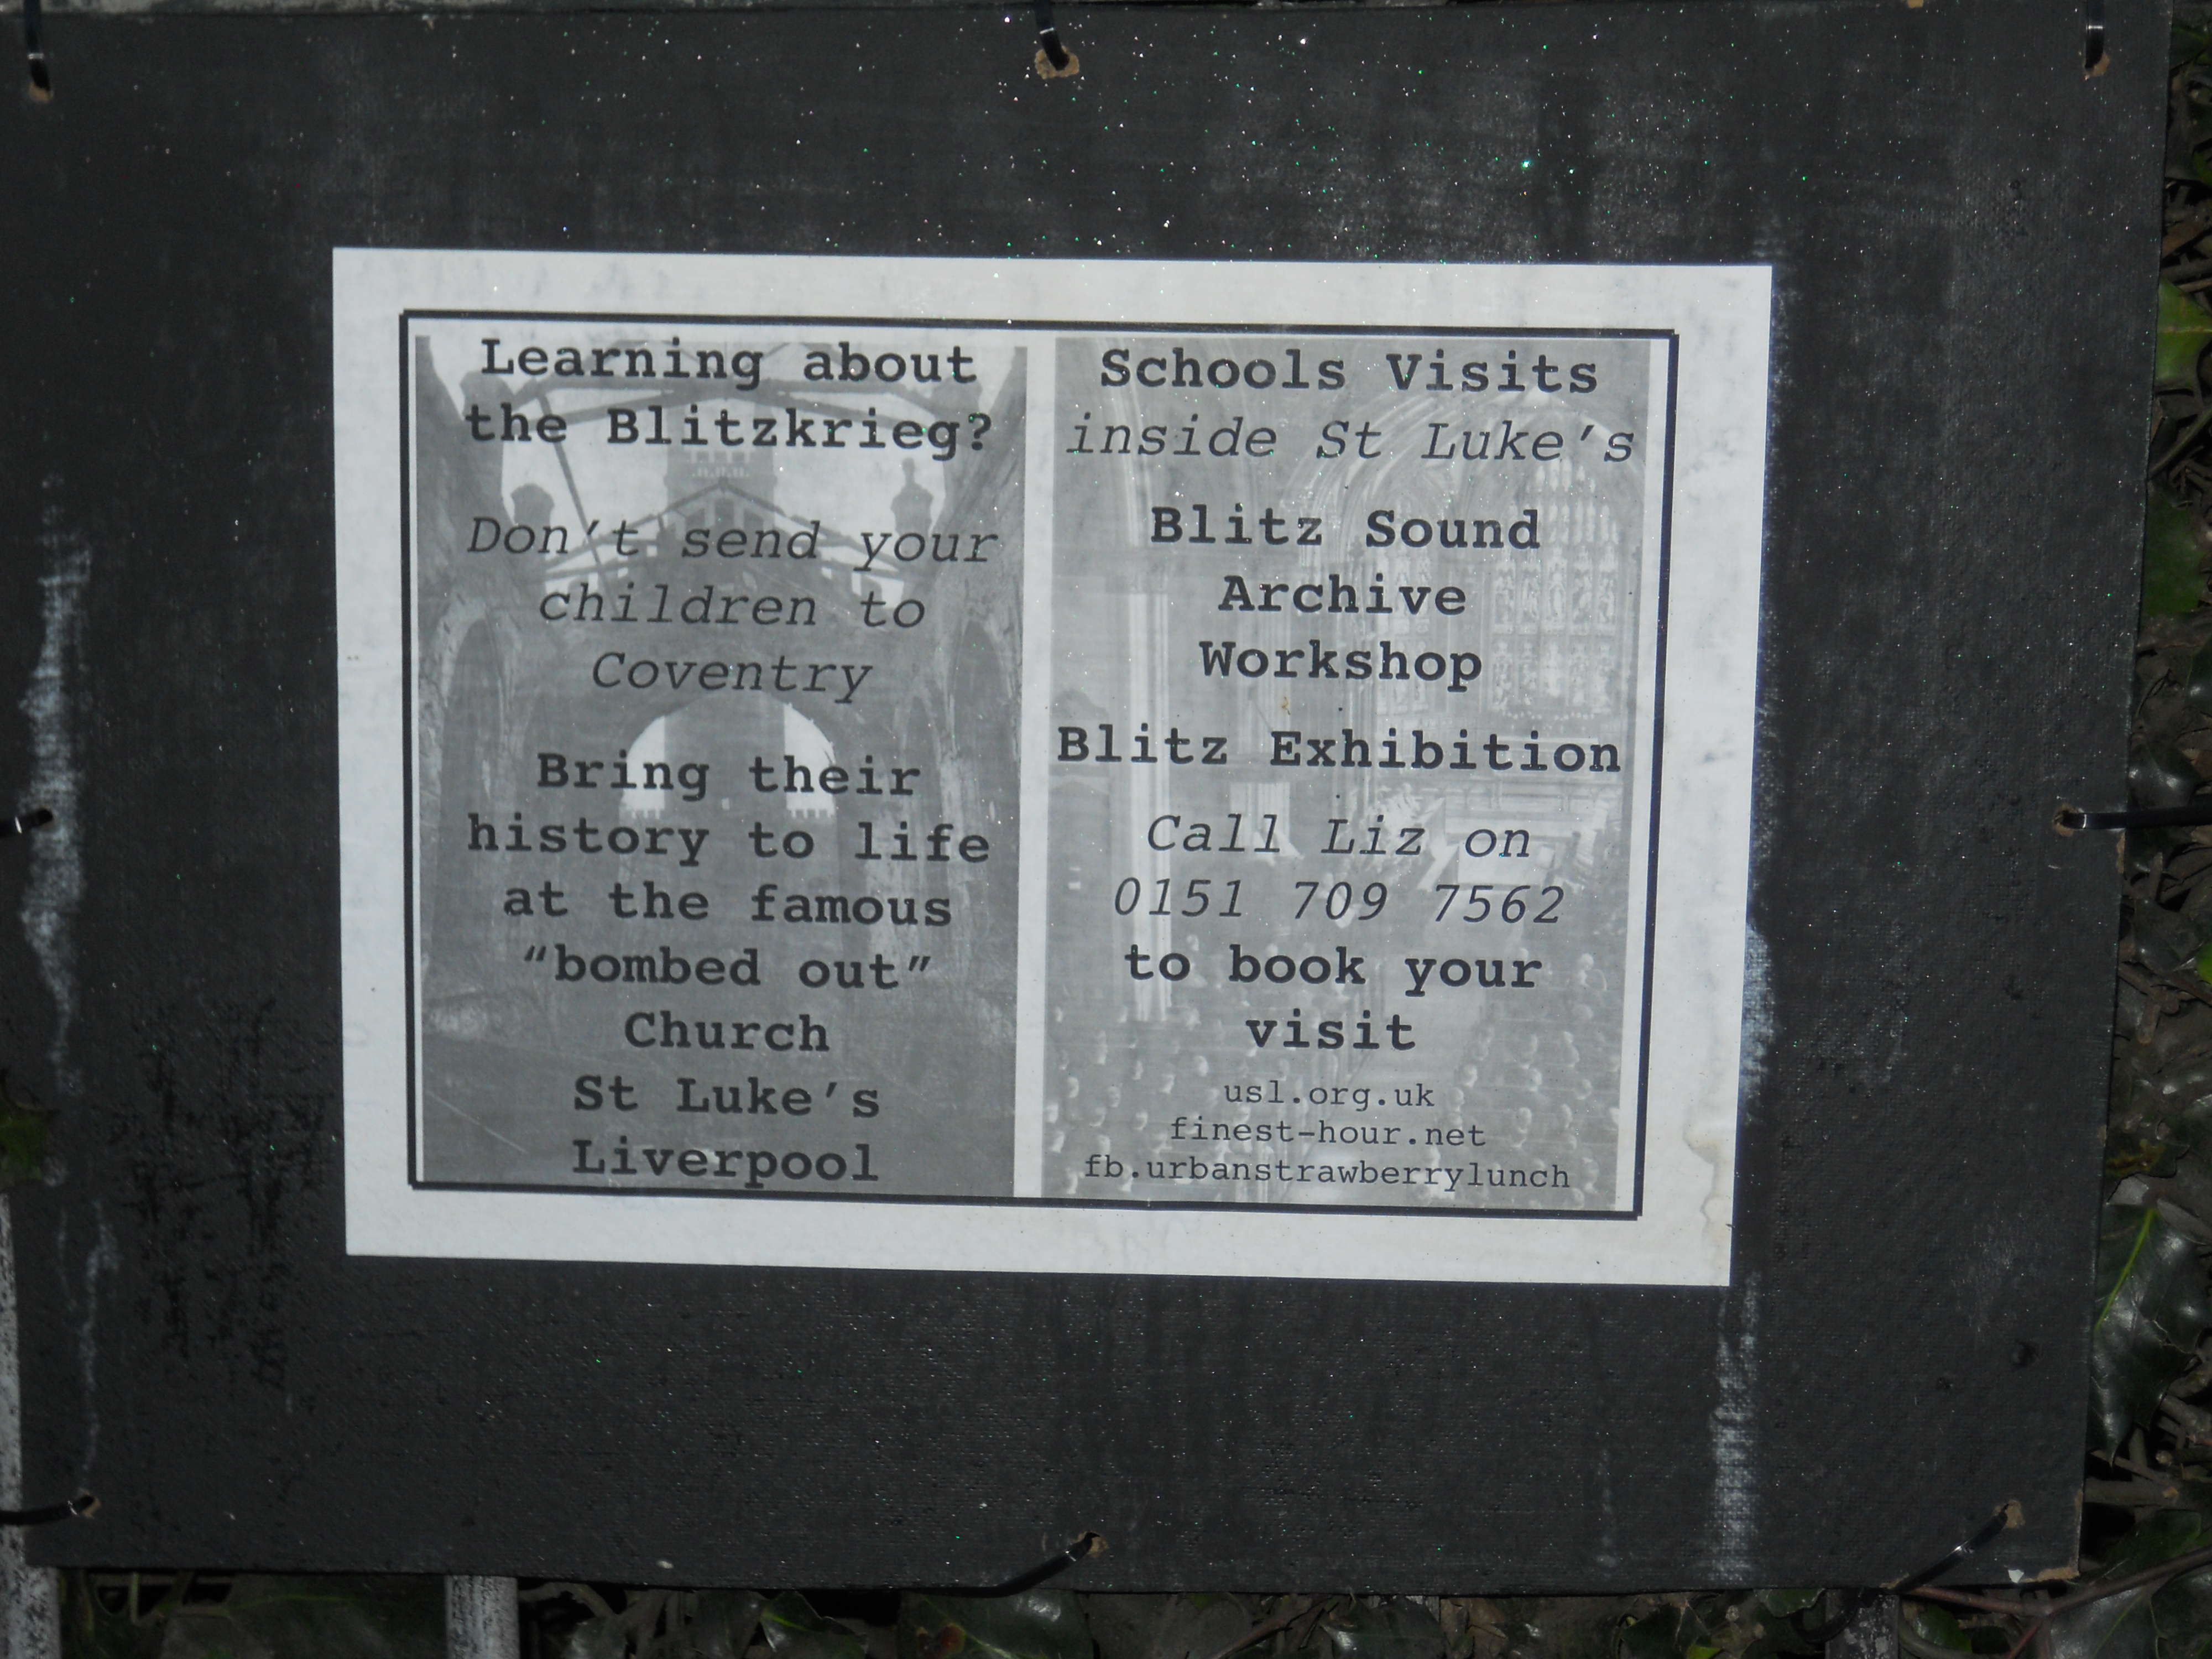 Learning about
the Blitzkrieg?
Don't send your
children to
Coventry
Bring their
history to life
at the famous
"bombed out"
Church
St Luke's
Liverpool
Schools Visits
inside St Luke's
Blitz Sound
Archive
Workshop
Blitz Exhibition
Call Liz on
0151 709 7562
to book your
visit
usl.org.uk
finest-hour.net
fb.urbanstrawberrylunch